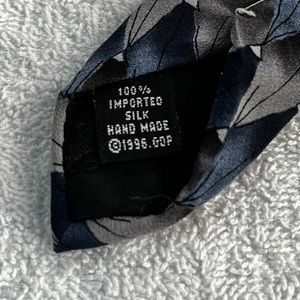 100%
IMPORTED
SILK
HAND MADE
©1996.GDP